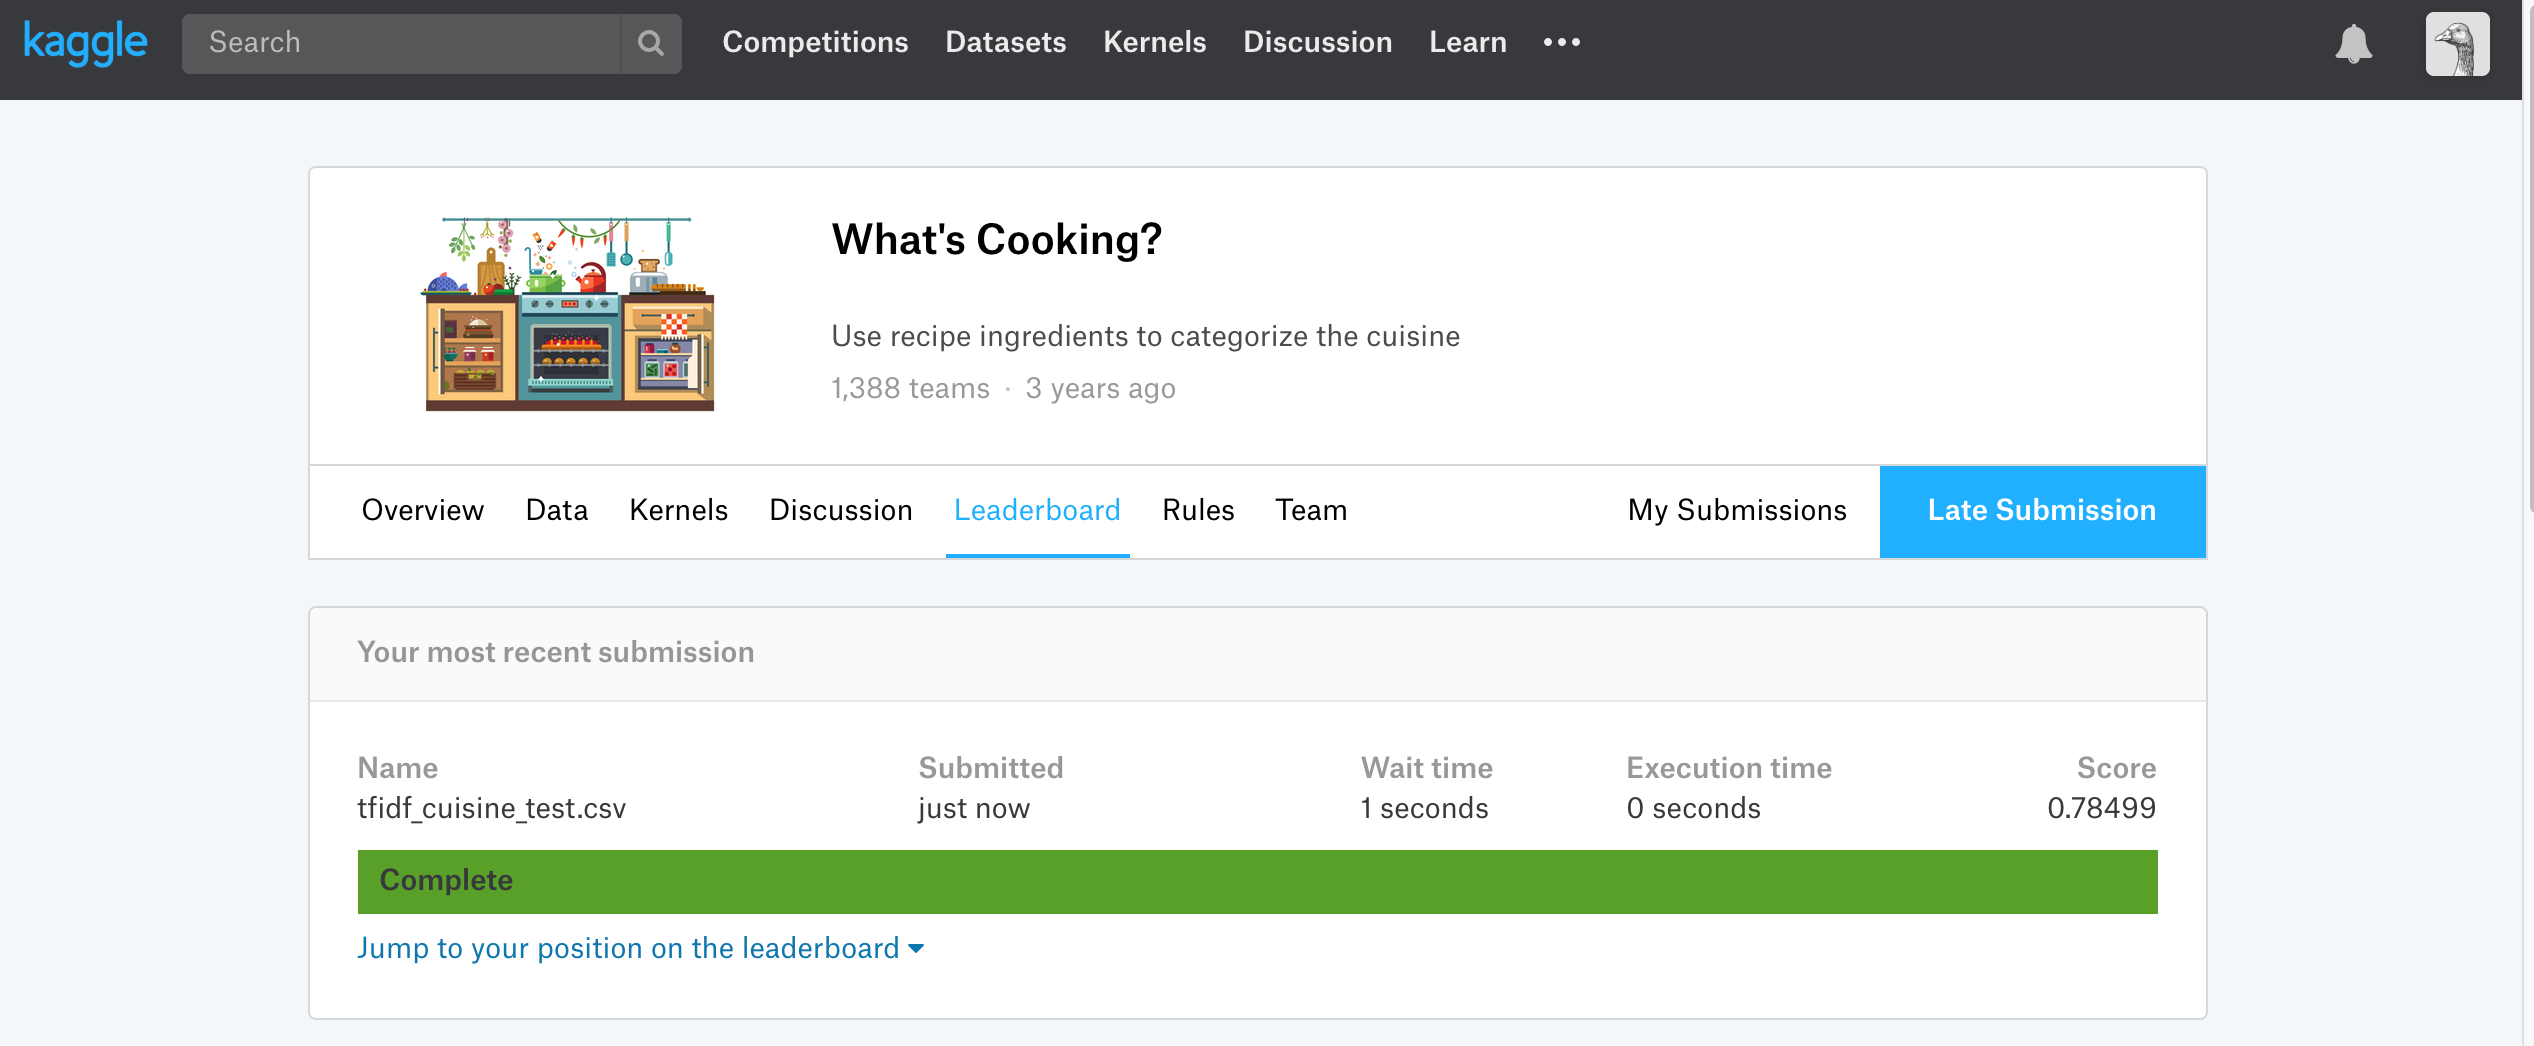 kaggle Search Competitions Datasets Kernels Discussion Learn
What's Cooking?
Use recipe ingredients to categorize the cuisine
1,388 teams · 3 years ago
Overview Data Kernels Discussion Leaderboard Rules Team My Submissions Late Submission
Your most recent submission
Name Submitted Wait time Execution time Score
tfidf_cuisine_test.csv just now 1 seconds 0 seconds 0.78499
Complete
Jump to your position on the leaderboard